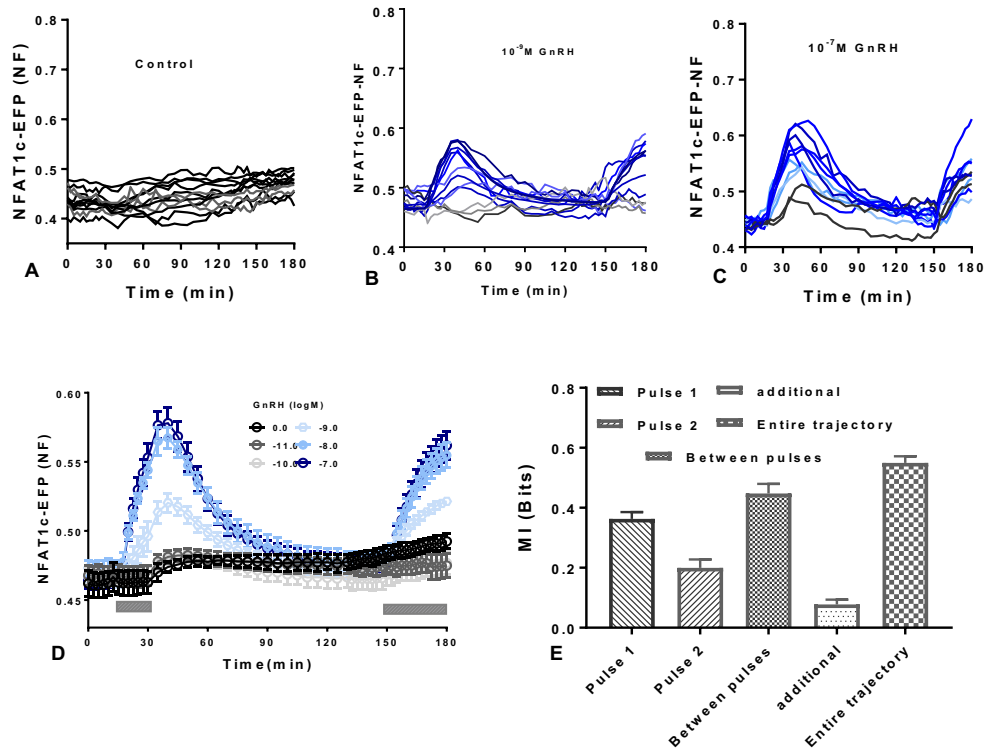 0.8
0.7
0.6
0.5
0.4
NFAT1c-EFP (NF)
Control
0 30 60 90 120 150 180
Time (min)
A
0.8
0.7
0.6
0.5
0.4
NFAT1c-EFP-NF
10⁻⁹M GnRH
0 30 60 90 120 150 180
Time (min)
B
0.8
0.7
0.6
0.5
0.4
NFAT1c-EFP-NF
10⁻⁷M GnRH
0 30 60 90 120 150 180
Time (min)
C
0.60
0.55
0.50
0.45
NFAT1c-EFP (NF)
GnRH (logM)
0.0 -9.0
-11.0 -8.0
-10.0 -7.0
0 30 60 90 120 150 180
Time(min)
D
0.8
0.6
0.4
0.2
0.0
MI (Bits)
Pulse 1 additional
Pulse 2 Entire trajectory
Between pulses
Pulse 1
Pulse 2
Between pulses
additional
Entire trajectory
E